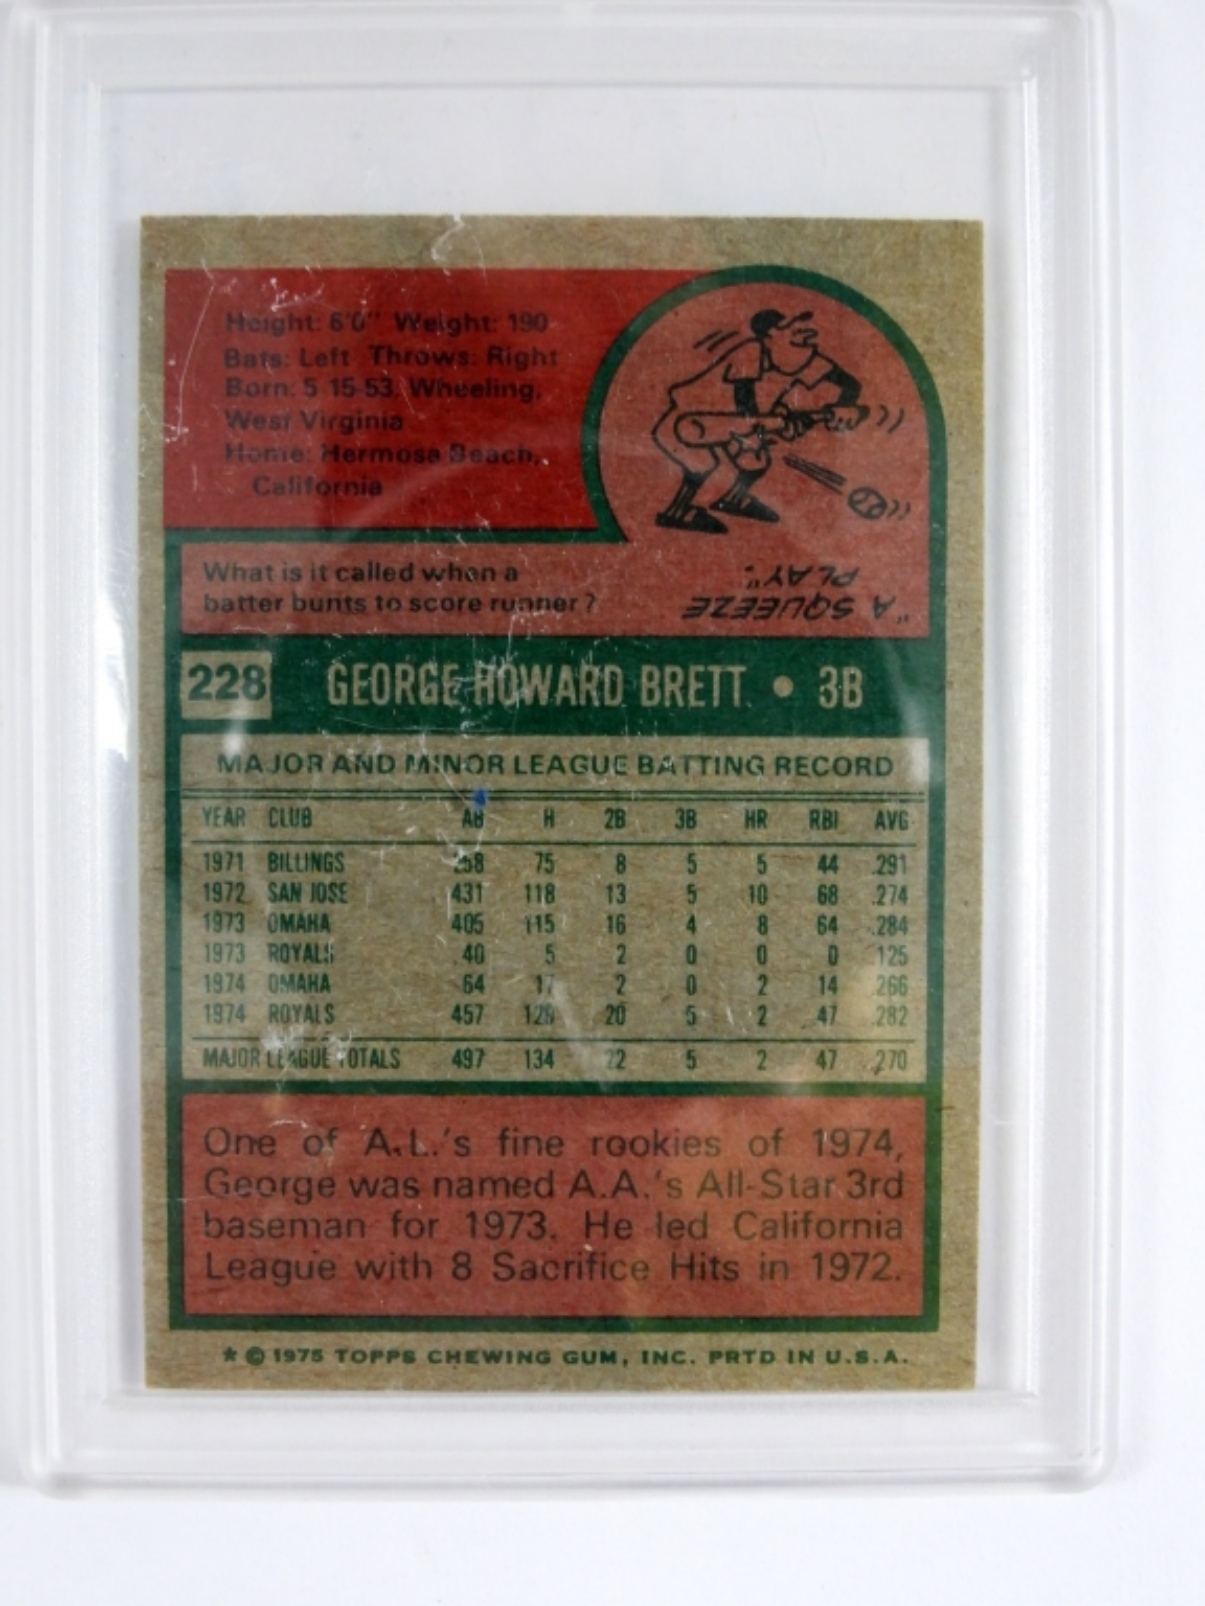 Height: 6'0" Weight: 190
Bats: Left Throws: Right
Born: 5 15-53, Wheeling,
West Virginia
Home: Hermosa Beach,
California
What is it called when a
batter bunts to score runner?
"A SQUEEZE
PLAY".
228 GEORGE HOWARD BRETT • 3B
MAJOR AND MINOR LEAGUE BATTING RECORD
YEAR CLUB AB H 2B 3B HR RBI AVG
1971 BILLINGS 258 75 8 5 5 44 .291
1972 SAN JOSE 431 118 13 5 10 68 .274
1973 OMAHA 405 115 16 4 8 64 .284
1973 ROYALS 40 5 2 0 0 0 .125
1974 OMAHA 64 17 2 0 2 14 .266
1974 ROYALS 457 129 20 5 2 47 .282
MAJOR LEAGUE TOTALS 497 134 22 5 2 47 .270
One of A.L.'s fine rookies of 1974,
George was named A.A.'s All-Star 3rd
baseman for 1973. He led California
League with 8 Sacrifice Hits in 1972.
* © 1975 TOPPS CHEWING GUM, INC. PRTD IN U.S.A.